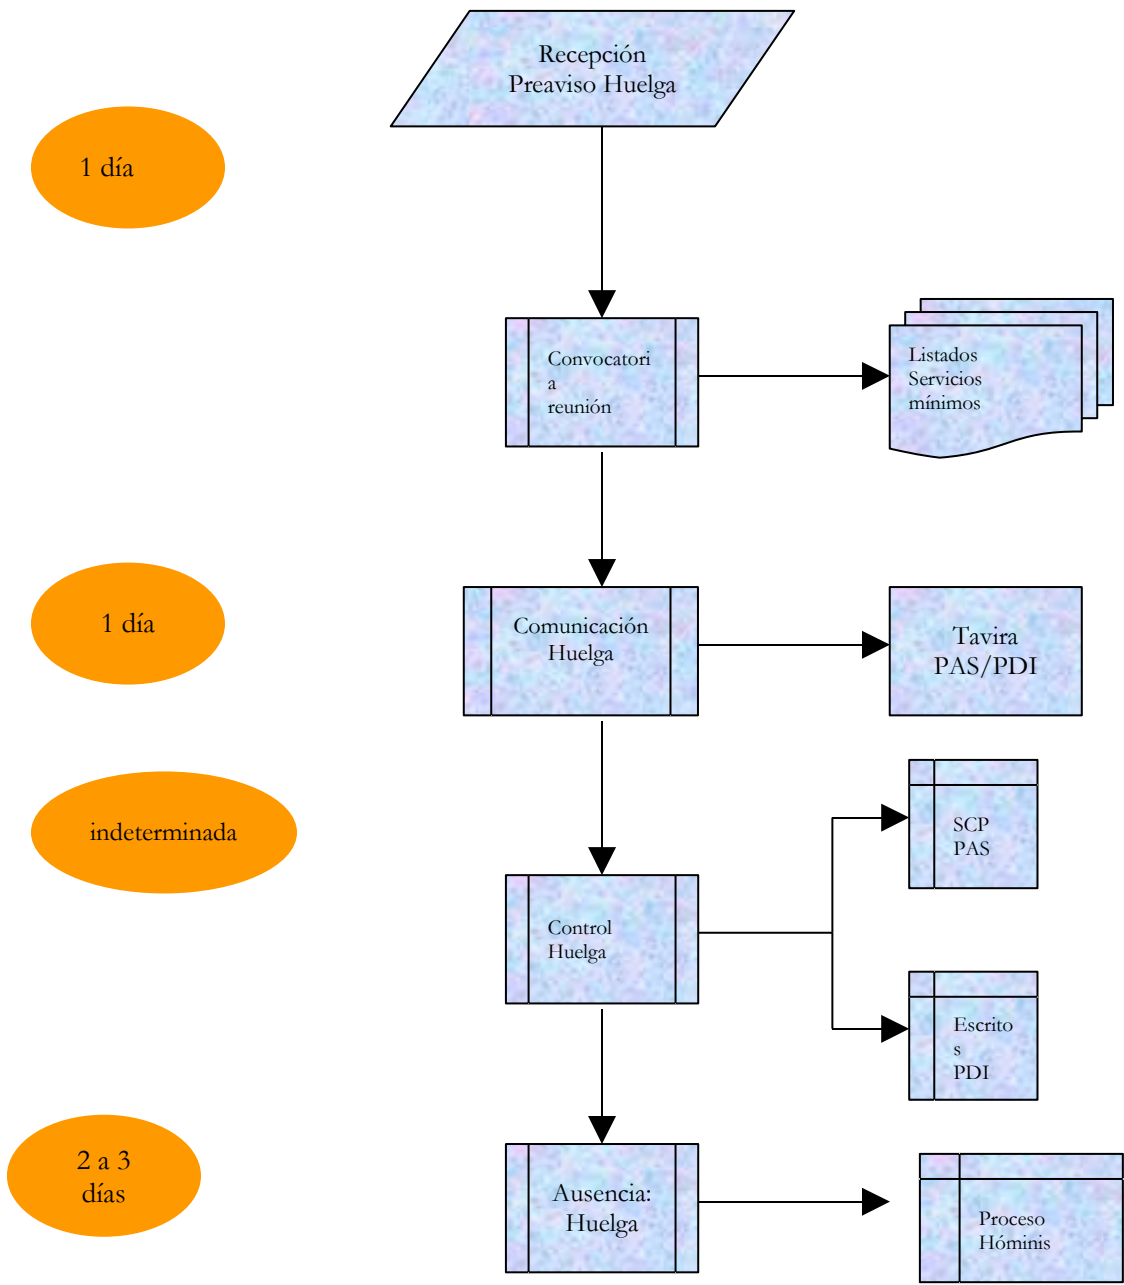 Recepción
Preaviso Huelga
1 día
Convocatori
a
reunión
Listados
Servicios
mínimos
1 día
Comunicación
Huelga
Tavira
PAS/PDI
indeterminada
SCP
PAS
Control
Huelga
Escrito
s
PDI
2 a 3
días
Ausencia:
Huelga
Proceso
Hóminis